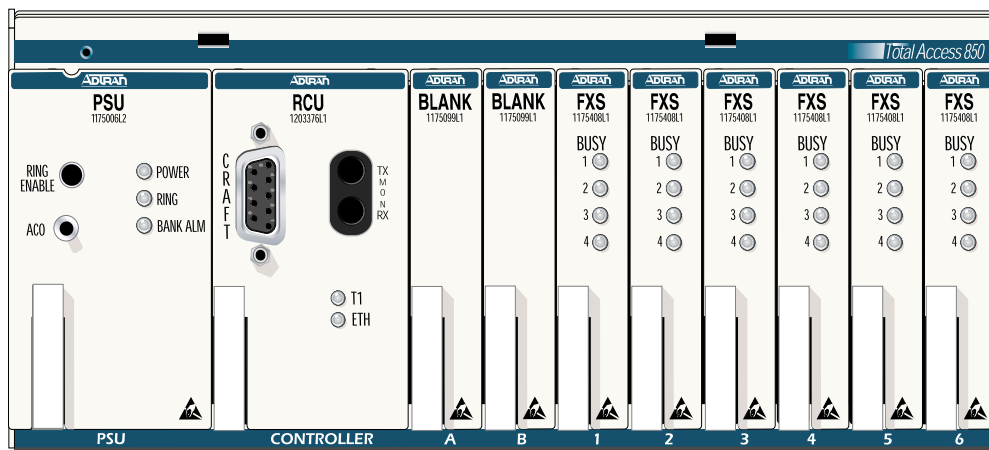 Total Access 850
ADTRAN ADTRAN ADTRAN ADTRAN ADTRAN ADTRAN ADTRAN ADTRAN ADTRAN ADTRAN
PSU RCU BLANK BLANK FXS FXS FXS FXS FXS FXS
1175006L2 1203376L1 1175099L1 1175099L1 1175408L1 1175408L1 1175408L1 1175408L1 1175408L1 1175408L1
BUSY BUSY BUSY BUSY BUSY BUSY
RING ENABLE POWER CRAFT TX MON RX 1 1 1 1 1 1
RING 2 2 2 2 2 2
3 3 3 3 3 3
ACO BANK ALM 4 4 4 4 4 4
T1
ETH
PSU CONTROLLER A B 1 2 3 4 5 6